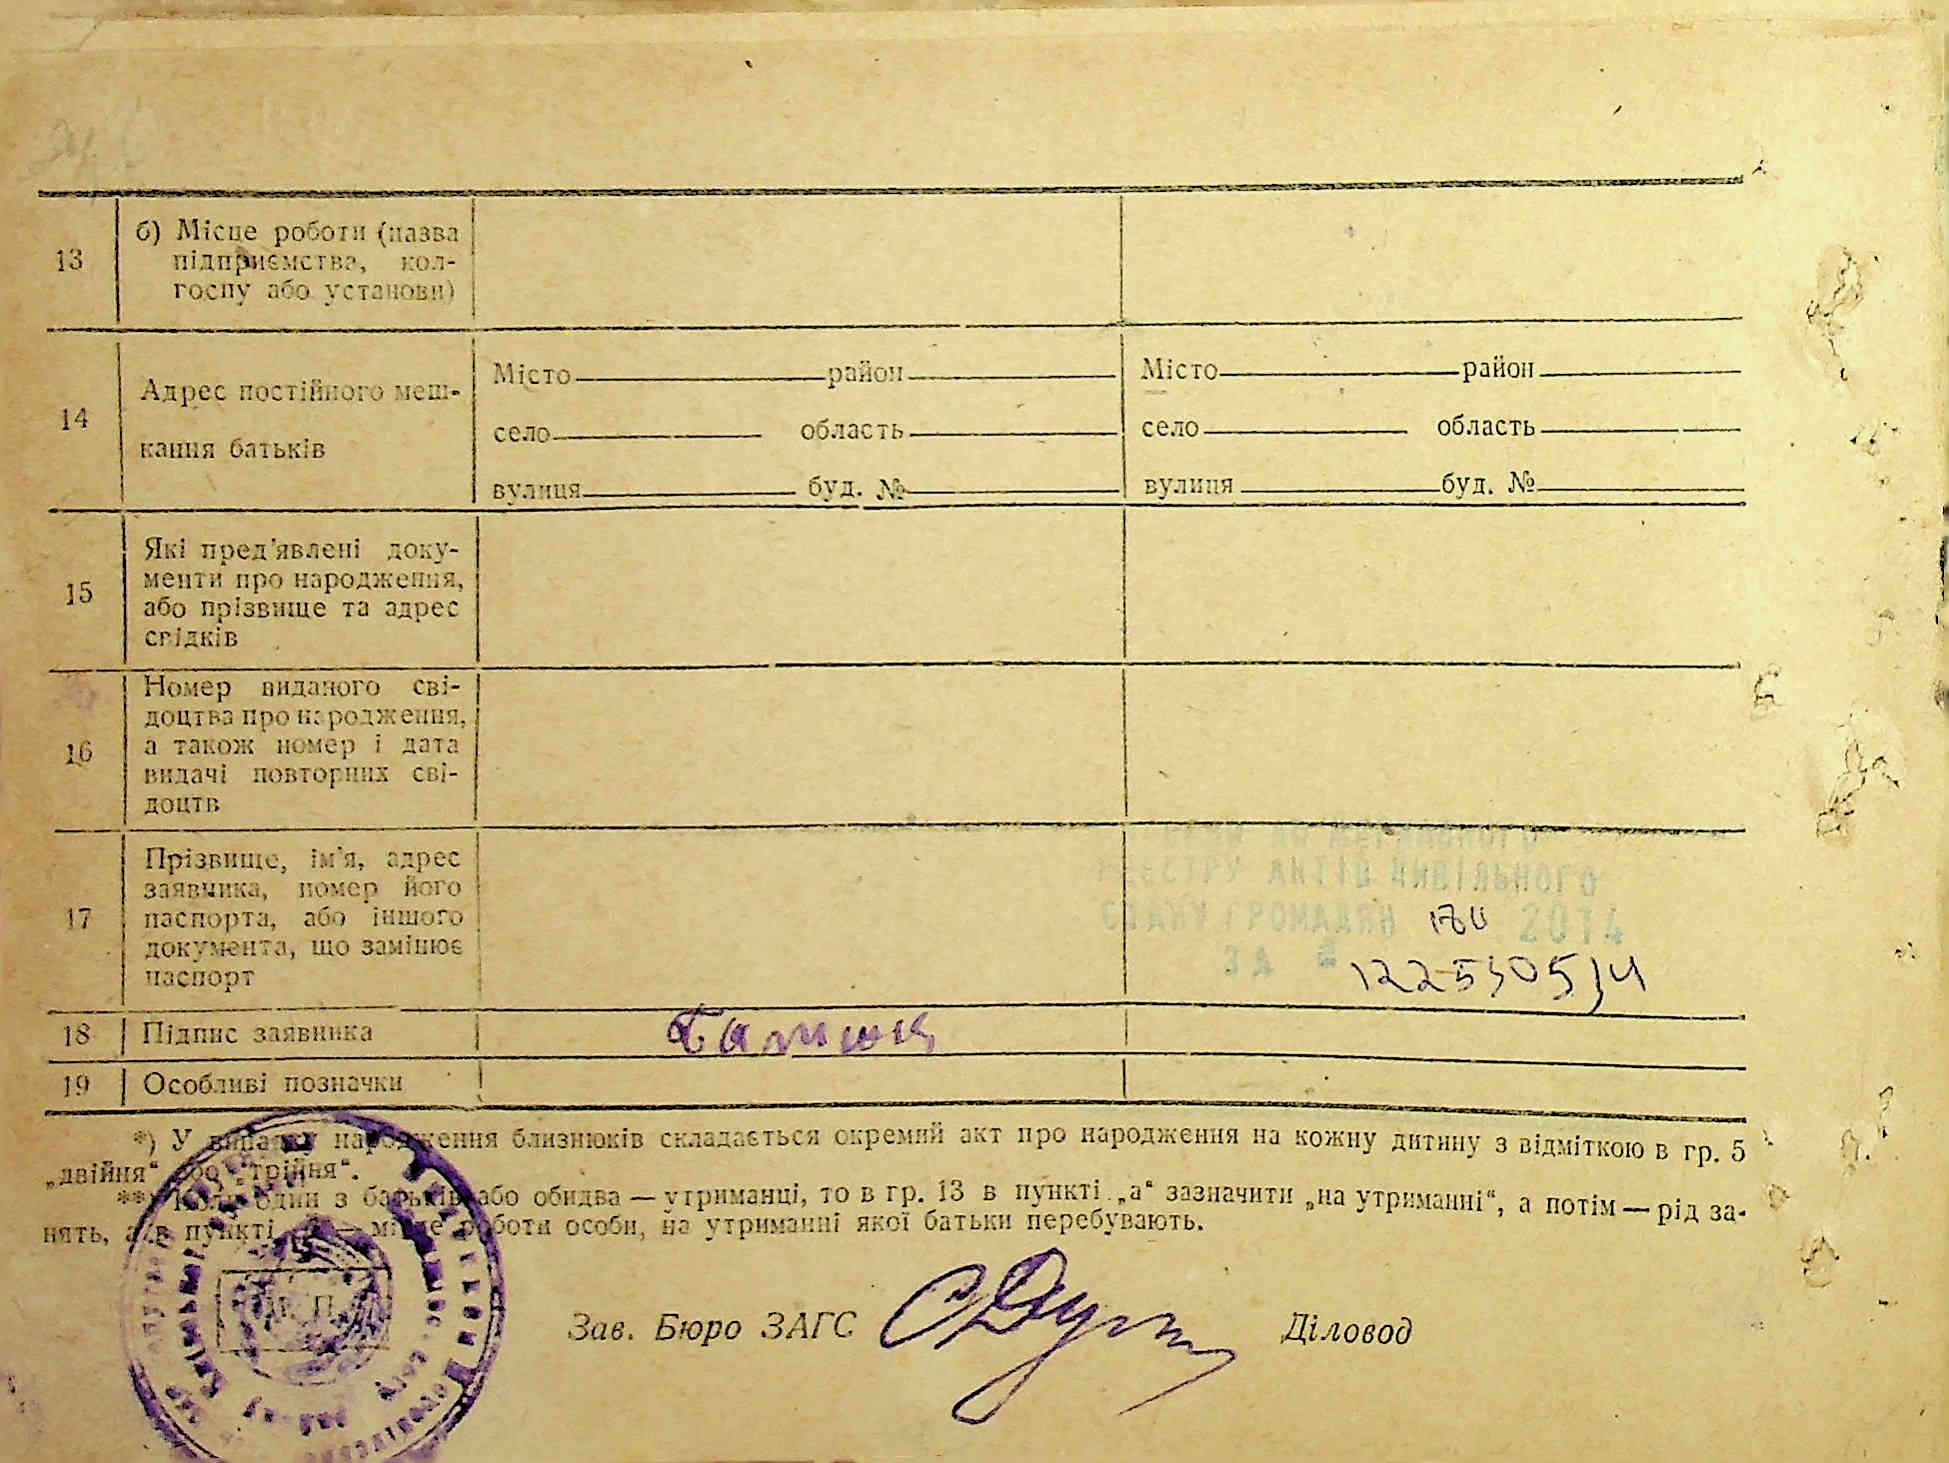 13
б) Місце роботи (назва
підприємства, кол-
госпу або установи)
14
Адрес постійного меш-
кання батьків
Місто район
село область
вулиця буд. №
Місто район
село область
вулиця буд. №
15
Які пред'явлені доку-
менти про народження,
або прізвище та адрес
свідків
16
Номер виданого сві-
доцтва про народження,
а також номер і дата
видачі повторних сві-
доцтв
17
Прізвище, ім'я, адрес
заявника, номер його
паспорта, або іншого
документа, що замінює
паспорт
РЕЄСТРУ АКТІВ ЦИВІЛЬНОГО
СТАНУ ГРОМАДЯН 2014
ЗА №
18 Підпис заявника
19 Особливі позначки
*) У випадку народження близнюків складається окремий акт про народження на кожну дитину з відміткою в гр. 5
„двійня“ або „трійня“.
**) Коли один з батьків або обидва — утриманці, то в гр. 13 в пункті „а“ зазначити „на утриманні“, а потім — рід за-
нять, а в пункті — місце роботи особи, на утриманні якої батьки перебувають.
М. П.
Зав. Бюро ЗАГС Діловод